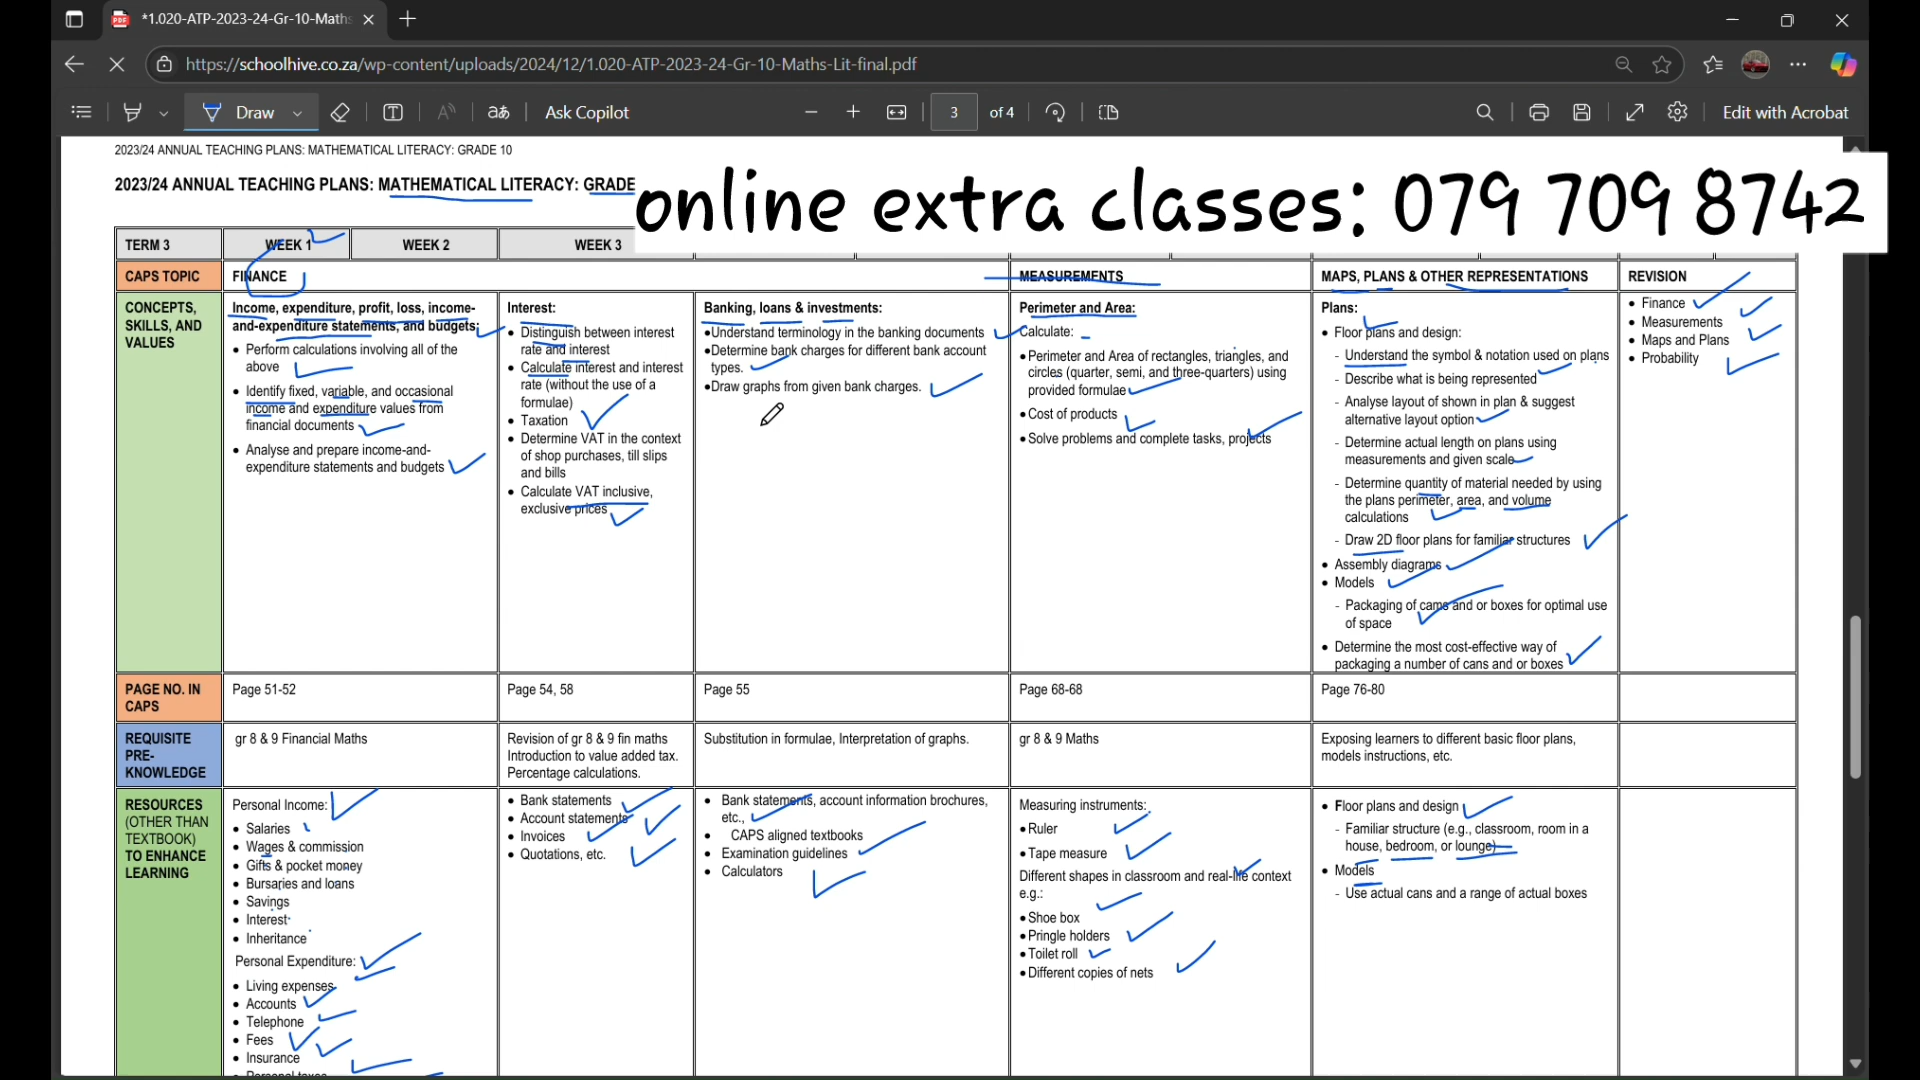 *1.020-ATP-2023-24-Gr-10-Maths
https://schoolhive.co.za/wp-content/uploads/2024/12/1.020-ATP-2023-24-Gr-10-Maths-Lit-final.pdf
Draw
Ask Copilot
3 of 4
Edit with Acrobat
2023/24 ANNUAL TEACHING PLANS: MATHEMATICAL LITERACY: GRADE 10
2023/24 ANNUAL TEACHING PLANS: MATHEMATICAL LITERACY: GRADE
online extra classes: 079 709 8742
TERM 3
WEEK 1
WEEK 2
WEEK 3
CAPS TOPIC
FINANCE
MEASUREMENTS
MAPS, PLANS & OTHER REPRESENTATIONS
REVISION
CONCEPTS,
SKILLS, AND
VALUES
Income, expenditure, profit, loss, income-
and-expenditure statements, and budgets:
• Perform calculations involving all of the
above
• Identify fixed, variable, and occasional
income and expenditure values from
financial documents
• Analyse and prepare income-and-
expenditure statements and budgets
Interest:
• Distinguish between interest
rate and interest
• Calculate interest and interest
rate (without the use of a
formulae)
• Taxation
• Determine VAT in the context
of shop purchases, till slips
and bills
• Calculate VAT inclusive,
exclusive prices
Banking, loans & investments:
•Understand terminology in the banking documents
•Determine bank charges for different bank account
types.
•Draw graphs from given bank charges.
Perimeter and Area:
Calculate:
•Perimeter and Area of rectangles, triangles, and
circles (quarter, semi, and three-quarters) using
provided formulae
•Cost of products
•Solve problems and complete tasks, projects
Plans:
• Floor plans and design:
- Understand the symbol & notation used on plans
- Describe what is being represented
- Analyse layout of shown in plan & suggest
alternative layout option
- Determine actual length on plans using
measurements and given scale
- Determine quantity of material needed by using
the plans perimeter, area, and volume
calculations
- Draw 2D floor plans for familiar structures
• Assembly diagrams
• Models
- Packaging of cams and or boxes for optimal use
of space
• Determine the most cost-effective way of
packaging a number of cans and or boxes
• Finance
• Measurements
• Maps and Plans
• Probability
PAGE NO. IN
CAPS
Page 51-52
Page 54, 58
Page 55
Page 68-68
Page 76-80
REQUISITE
PRE-
KNOWLEDGE
gr 8 & 9 Financial Maths
Revision of gr 8 & 9 fin maths
Introduction to value added tax.
Percentage calculations.
Substitution in formulae, Interpretation of graphs.
gr 8 & 9 Maths
Exposing learners to different basic floor plans,
models instructions, etc.
RESOURCES
(OTHER THAN
TEXTBOOK)
TO ENHANCE
LEARNING
Personal Income:
• Salaries
• Wages & commission
• Gifts & pocket money
• Bursaries and loans
• Savings
• Interest
• Inheritance
Personal Expenditure:
• Living expenses
• Accounts
• Telephone
• Fees
• Insurance
• Personal taxes
• Bank statements
• Account statements
• Invoices
• Quotations, etc.
• Bank statements, account information brochures,
etc.,
• CAPS aligned textbooks
• Examination guidelines
• Calculators
Measuring instruments:
•Ruler
•Tape measure
Different shapes in classroom and real-life context
e.g.:
•Shoe box
•Pringle holders
•Toilet roll
•Different copies of nets
• Floor plans and design
- Familiar structure (e.g., classroom, room in a
house, bedroom, or lounge)
• Models
- Use actual cans and a range of actual boxes